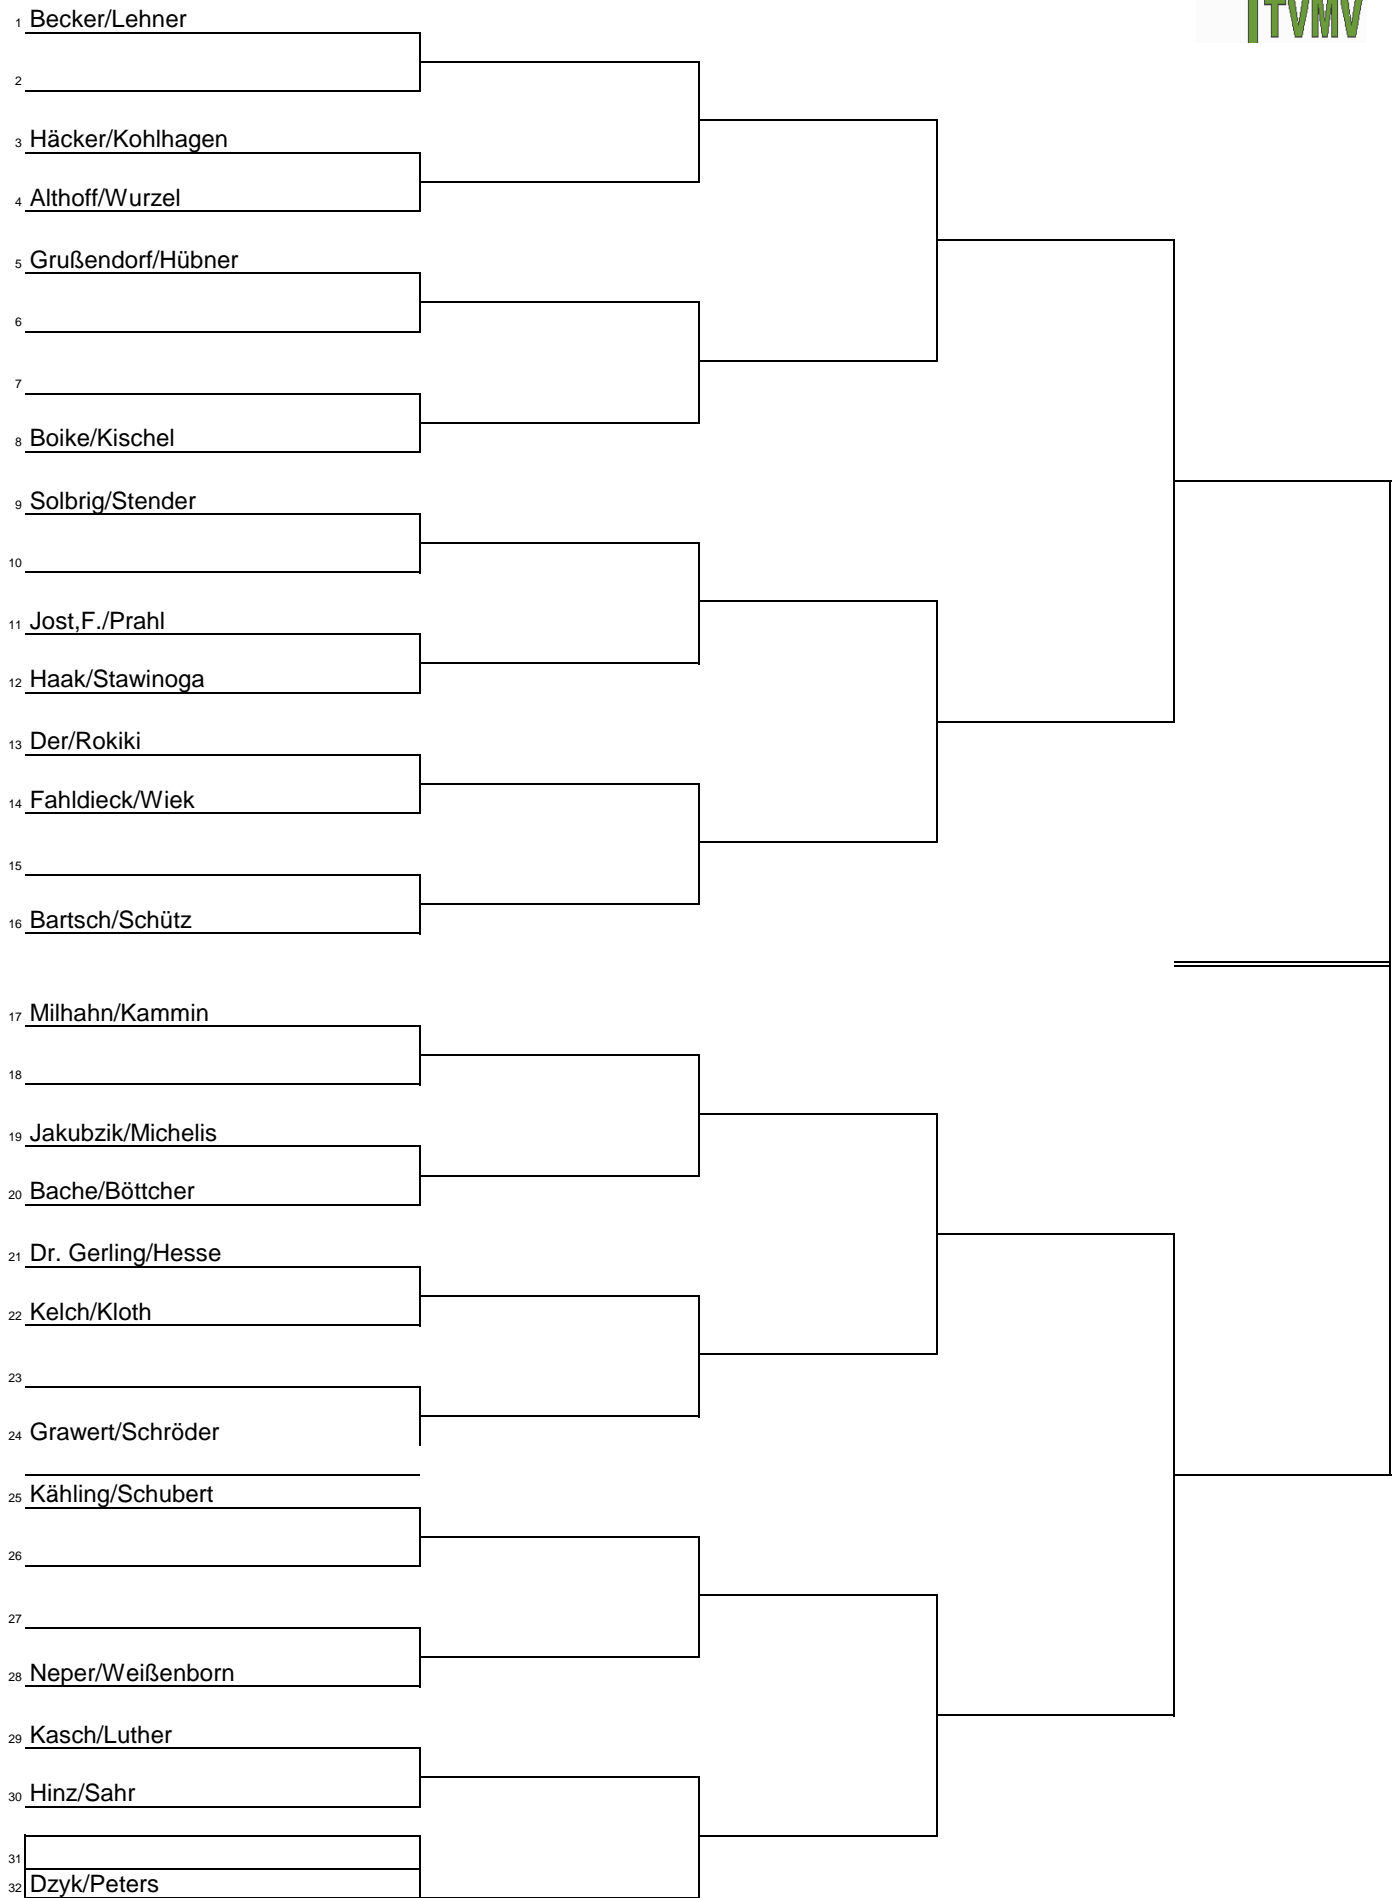 TVMV
1 Becker/Lehner
2
3 Häcker/Kohlhagen
4 Althoff/Wurzel
5 Grußendorf/Hübner
6
7
8 Boike/Kischel
9 Solbrig/Stender
10
11 Jost,F./Prahl
12 Haak/Stawinoga
13 Der/Rokiki
14 Fahldieck/Wiek
15
16 Bartsch/Schütz
17 Milhahn/Kammin
18
19 Jakubzik/Michelis
20 Bache/Böttcher
21 Dr. Gerling/Hesse
22 Kelch/Kloth
23
24 Grawert/Schröder
25 Kähling/Schubert
26
27
28 Neper/Weißenborn
29 Kasch/Luther
30 Hinz/Sahr
31
32 Dzyk/Peters